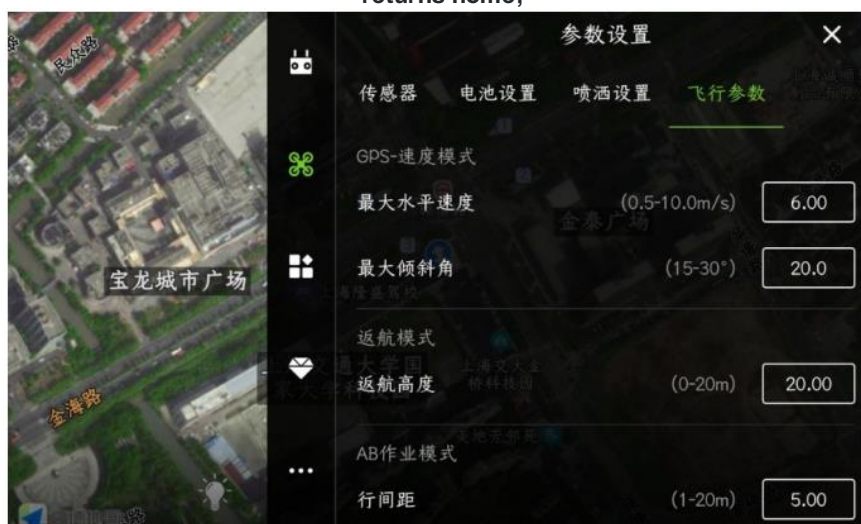 returns home;
参数设置
传感器 电池设置 喷洒设置 飞行参数
GPS-速度模式
最大水平速度 (0.5-10.0m/s) 6.00
最大倾斜角 (15-30°) 20.0
返航模式
返航高度 (0-20m) 20.00
AB作业模式
行间距 (1-20m) 5.00
民众路
宝龙城市广场
金海路
金泰广场